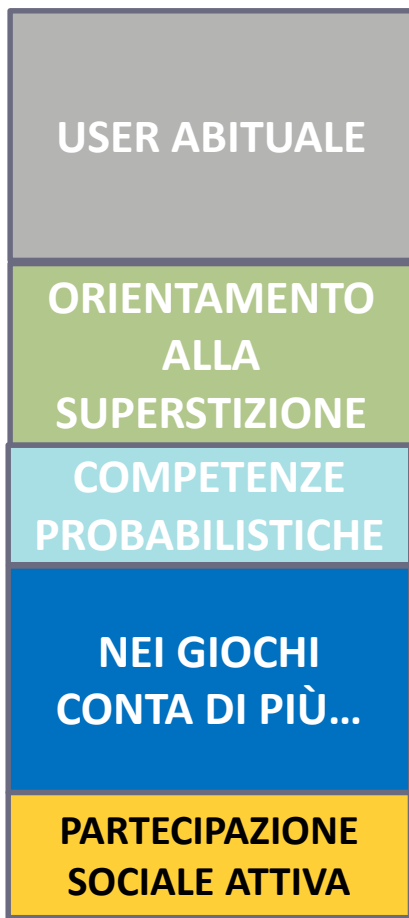 USER ABITUALE
ORIENTAMENTO
ALLA
SUPERSTIZIONE
COMPETENZE
PROBABILISTICHE
NEI GIOCHI
CONTA DI PIÙ...
PARTECIPAZIONE
SOCIALE ATTIVA